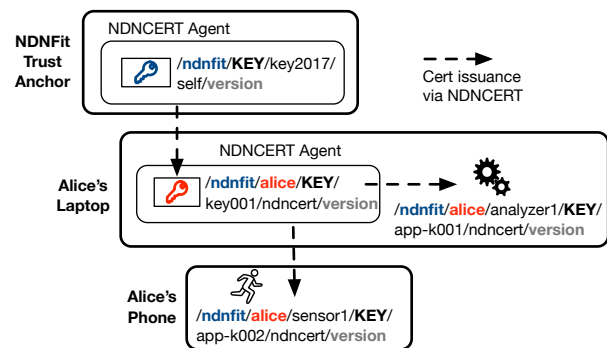 NDNFit
Trust
Anchor
NDNCERT Agent
/ndnfit/KEY/key2017/
self/version
Cert issuance
via NDNCERT
Alice's
Laptop
NDNCERT Agent
/ndnfit/alice/KEY/
key001/ndncert/version
/ndnfit/alice/analyzer1/KEY/
app-k001/ndncert/version
Alice's
Phone
/ndnfit/alice/sensor1/KEY/
app-k002/ndncert/version